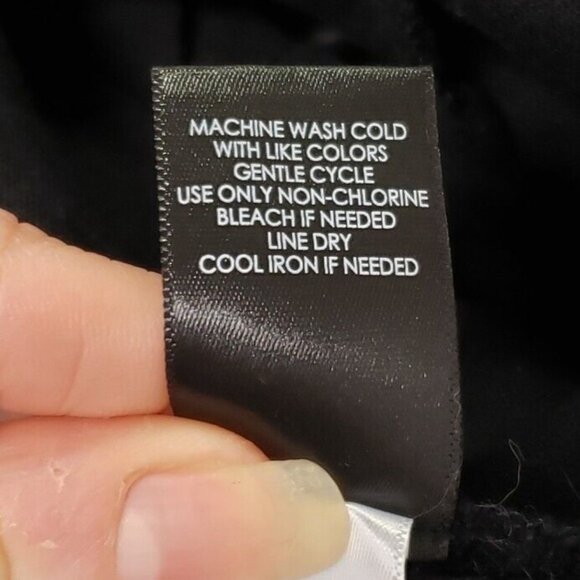 MACHINE WASH COLD
WITH LIKE COLORS
GENTLE CYCLE
USE ONLY NON-CHLORINE
BLEACH IF NEEDED
LINE DRY
COOL IRON IF NEEDED